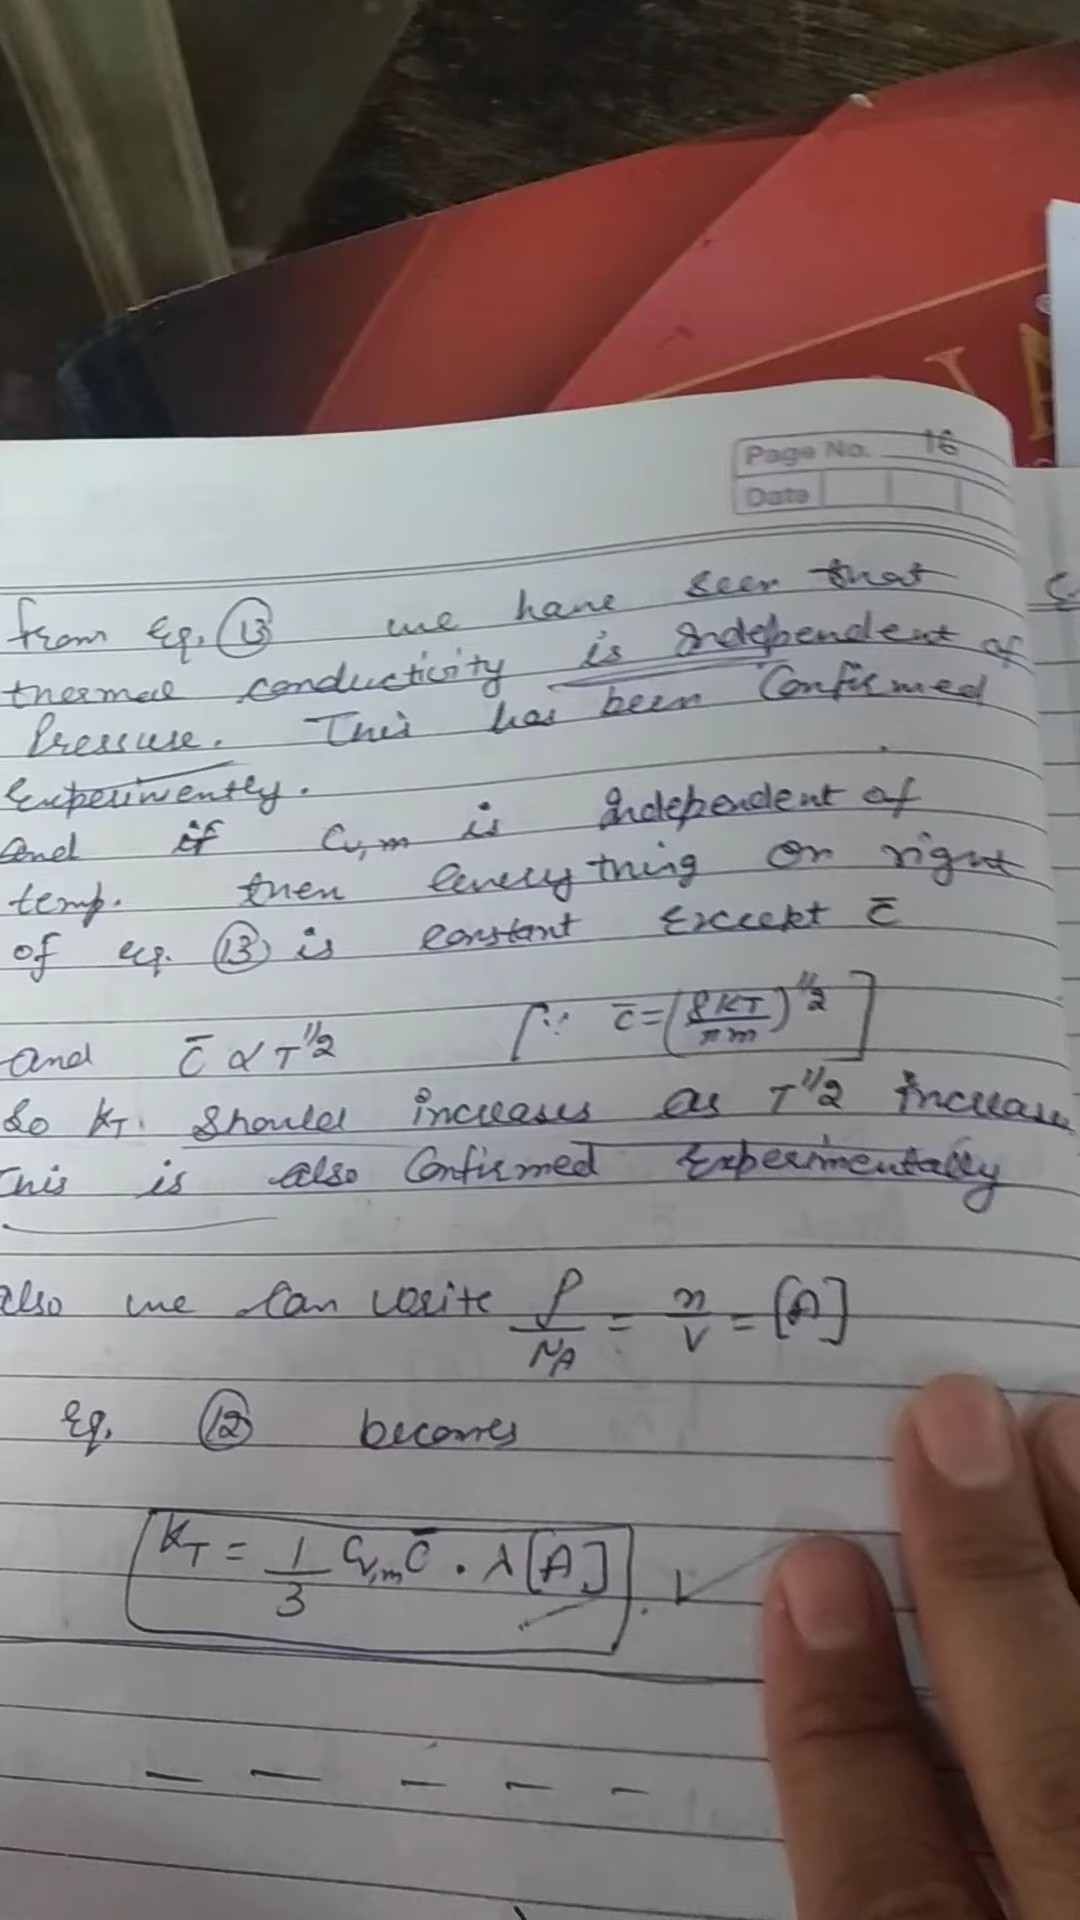 Page No. 16
Date
from Eq. (13) we have seen that
thermal conductivity is independent of
Pressure. This has been Confirmed
Experimently.
and if Cv,m is independent of
temp. then everything on right
of eq. (13) is constant except c̄
and c̄ ∝ T^1/2 [∵ c̄ = (8KT/πm)^1/2]
So KT. should increases as T^1/2 increase
This is also Confirmed Experimentally
also we can write ρ/NA = n/V = [A]
Eq. (12) becomes
KT = 1/3 Cv,m c̄ . λ [A].